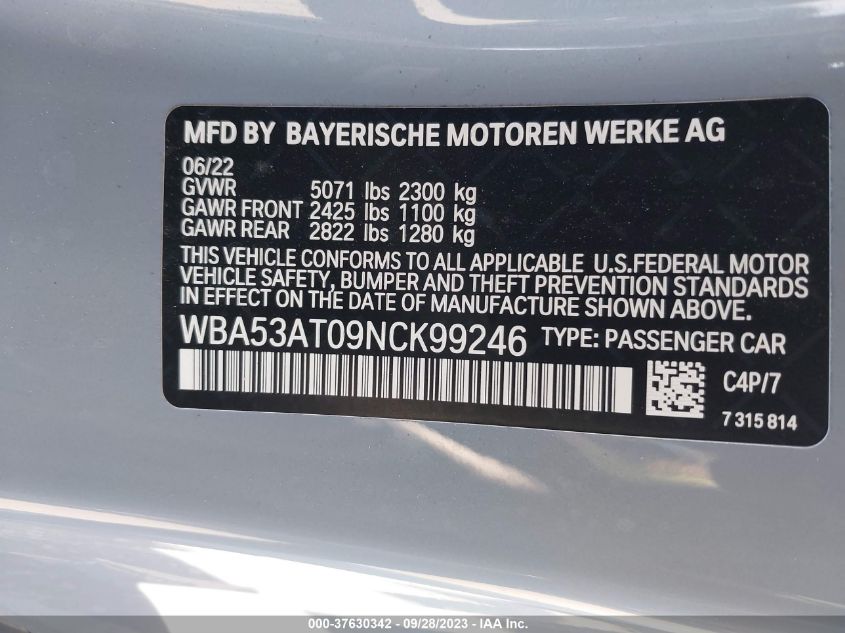 MFD BY BAYERISCHE MOTOREN WERKE AG
06/22
GVWR 5071 lbs 2300 kg
GAWR FRONT 2425 lbs 1100 kg
GAWR REAR 2822 lbs 1280 kg
THIS VEHICLE CONFORMS TO ALL APPLICABLE U.S.FEDERAL MOTOR
VEHICLE SAFETY, BUMPER AND THEFT PREVENTION STANDARDS
IN EFFECT ON THE DATE OF MANUFACTURE SHOWN ABOVE.
WBA53AT09NCK99246 TYPE: PASSENGER CAR
C4P/7
7 315 814
000-37630342 - 09/28/2023 - IAA Inc.